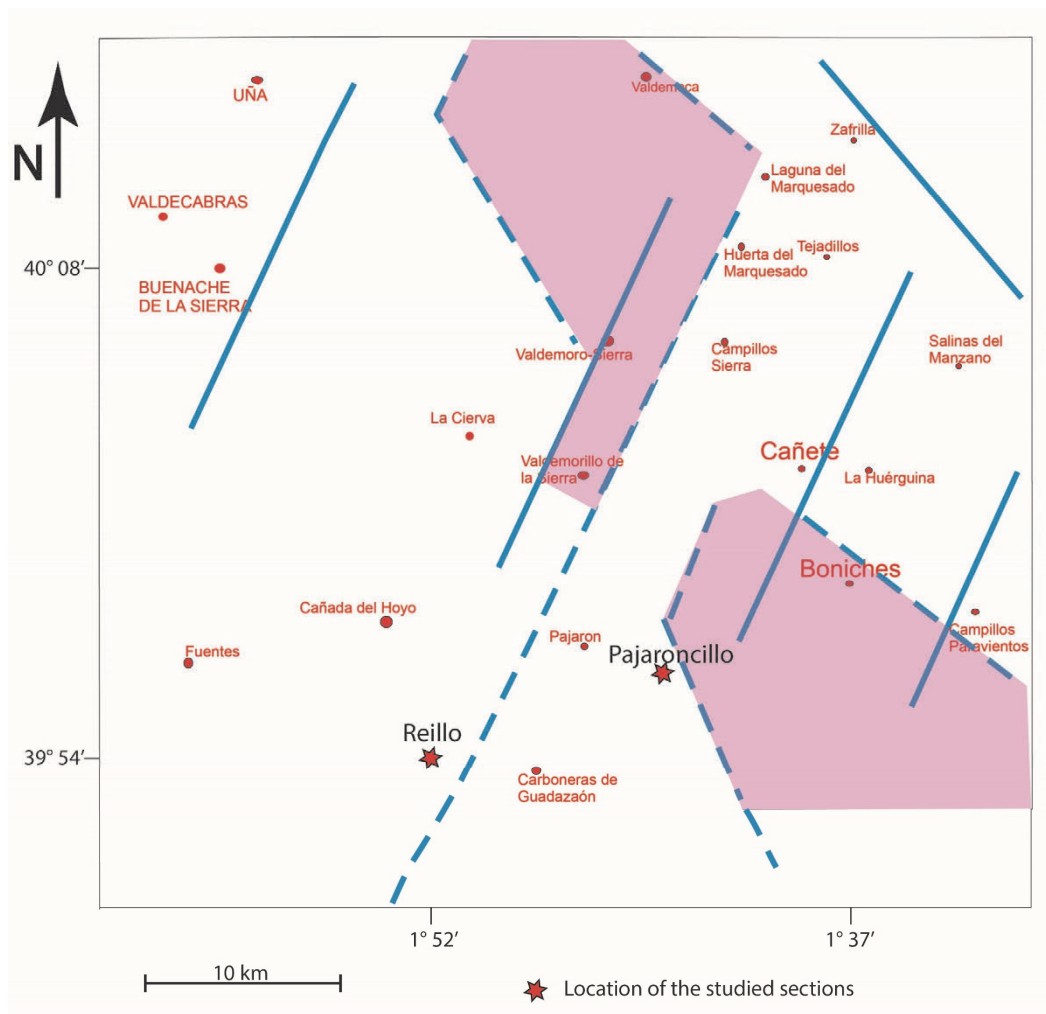 UÑA
Valdemeca
Zafrilla
N
Laguna del
Marquesado
VALDECABRAS
Huerta del
Marquesado
Tejadillos
40° 08′
BUENACHE
DE LA SIERRA
Valdemoro-Sierra
Campillos
Sierra
Salinas del
Manzano
La Cierva
Cañete
Valdemorillo de
la Sierra
La Huérguina
Boniches
Cañada del Hoyo
Campillos
Paravientos
Fuentes
Pajaron
Pajaroncillo
Reillo
39° 54′
Carboneras de
Guadazaón
1° 52′
1° 37′
10 km
Location of the studied sections